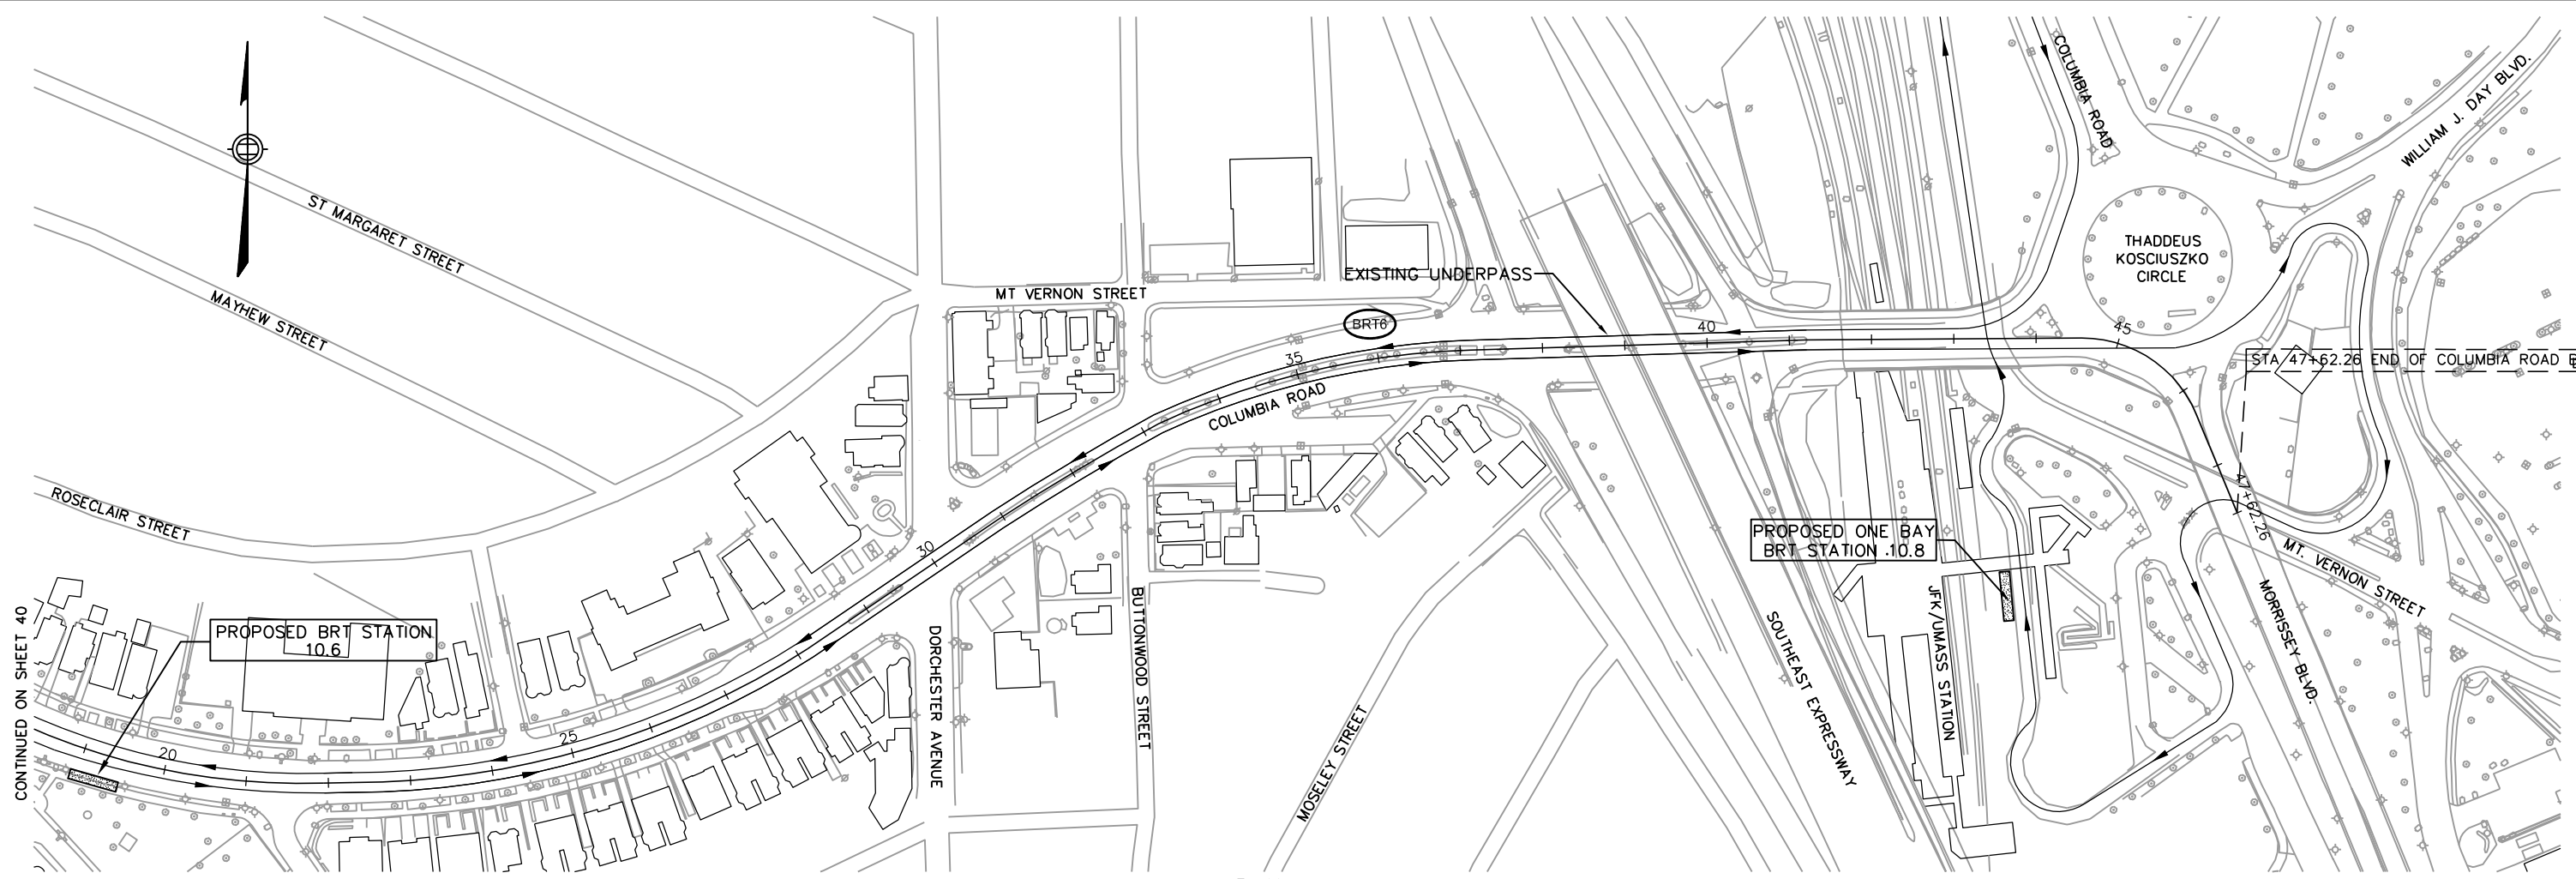 COLUMBIA ROAD
WILLIAM J. DAY BLVD.
ST MARGARET STREET
MAYHEW STREET
THADDEUS
KOSCIUSZKO
CIRCLE
MT VERNON STREET
EXISTING UNDERPASS
BRT6
40
45
35
STA 47+62.26 END OF COLUMBIA ROAD
COLUMBIA ROAD
ROSECLAIR STREET
47+62.26
PROPOSED ONE BAY
BRT STATION 10.8
30
MT. VERNON STREET
MORRISSEY BLVD.
JFK/UMASS STATION
SOUTHEAST EXPRESSWAY
BUTTONWOOD STREET
DORCHESTER AVENUE
MOSELEY STREET
CONTINUED ON SHEET 40
PROPOSED BRT STATION
10.6
25
20